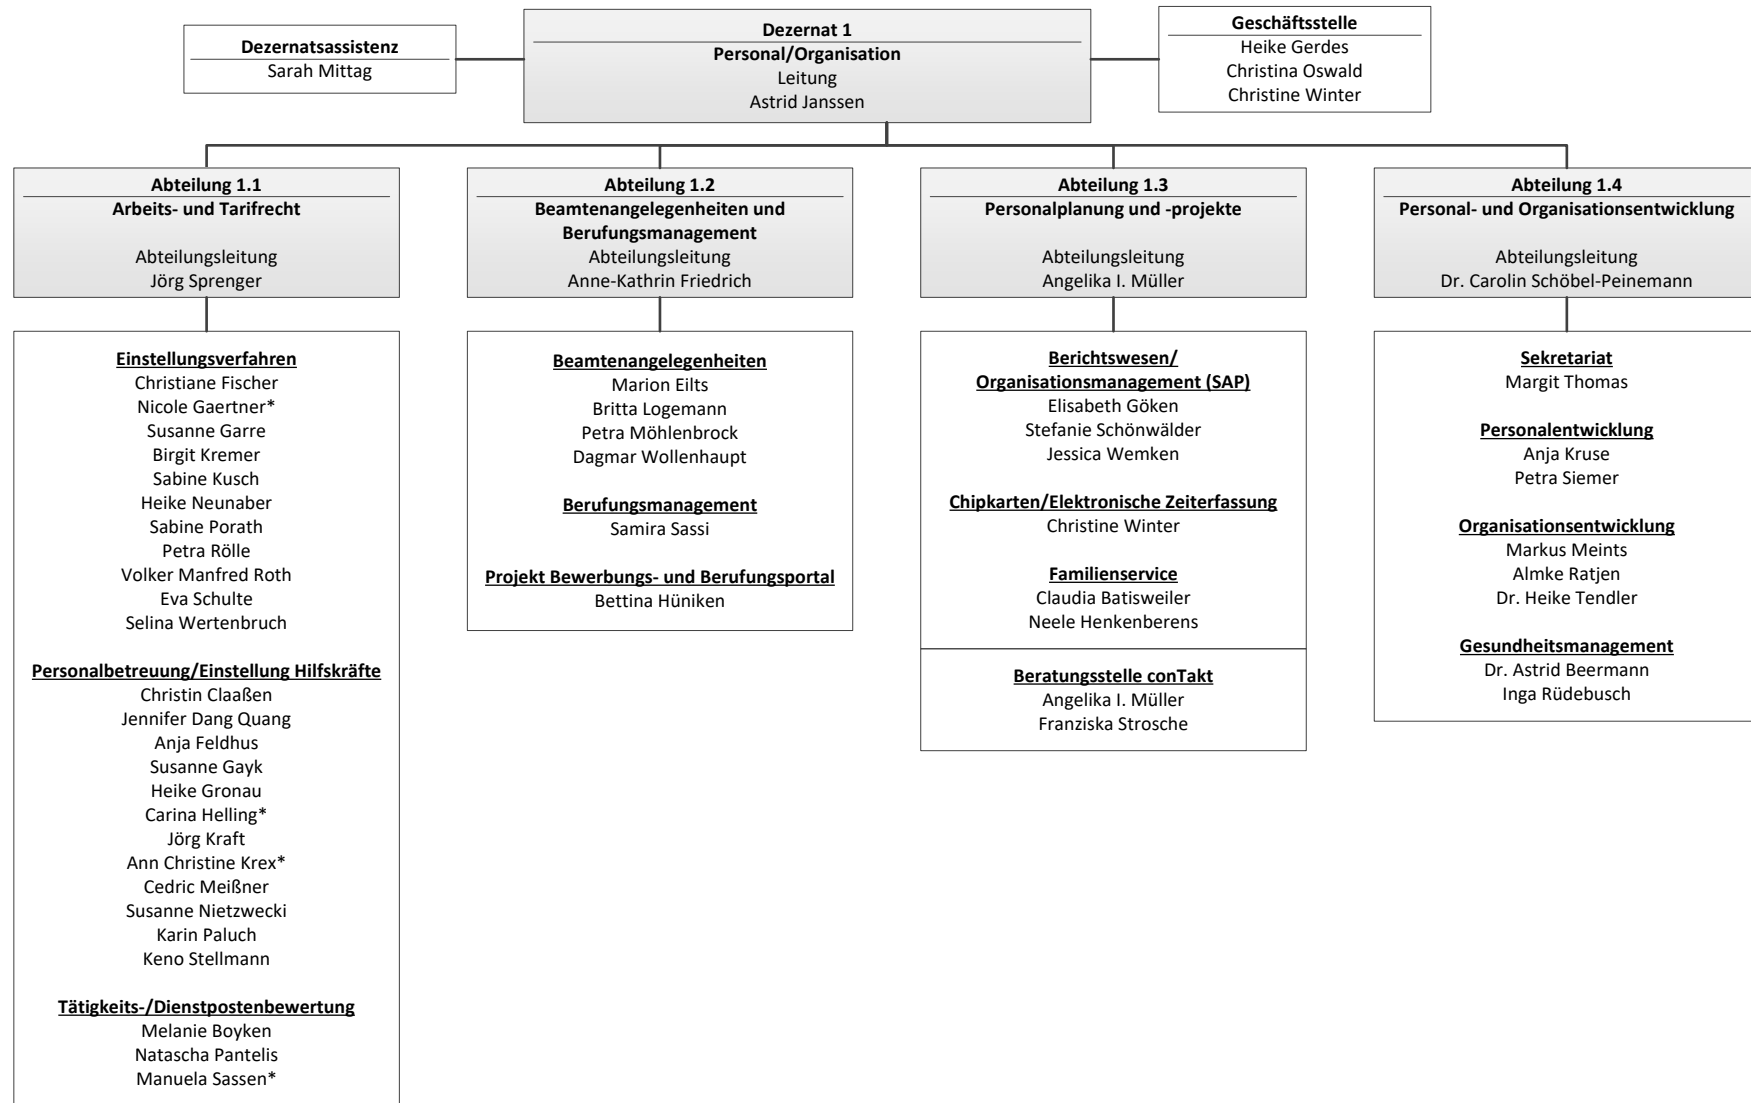 Dezernatsassistenz
Sarah Mittag
Dezernat 1
Personal/Organisation
Leitung
Astrid Janssen
Geschäftsstelle
Heike Gerdes
Christina Oswald
Christine Winter
Abteilung 1.1
Arbeits- und Tarifrecht
Abteilungsleitung
Jörg Sprenger
Einstellungsverfahren
Christiane Fischer
Nicole Gaertner*
Susanne Garre
Birgit Kremer
Sabine Kusch
Heike Neunaber
Sabine Porath
Petra Rölle
Volker Manfred Roth
Eva Schulte
Selina Wertenbruch
Personalbetreuung/Einstellung Hilfskräfte
Christin Claaßen
Jennifer Dang Quang
Anja Feldhus
Susanne Gayk
Heike Gronau
Carina Helling*
Jörg Kraft
Ann Christine Krex*
Cedric Meißner
Susanne Nietzwecki
Karin Paluch
Keno Stellmann
Tätigkeits-/Dienstpostenbewertung
Melanie Boyken
Natascha Pantelis
Manuela Sassen*
Abteilung 1.2
Beamtenangelegenheiten und
Berufungsmanagement
Abteilungsleitung
Anne-Kathrin Friedrich
Beamtenangelegenheiten
Marion Eilts
Britta Logemann
Petra Möhlenbrock
Dagmar Wollenhaupt
Berufungsmanagement
Samira Sassi
Projekt Bewerbungs- und Berufungsportal
Bettina Hüniken
Abteilung 1.3
Personalplanung und -projekte
Abteilungsleitung
Angelika I. Müller
Berichtswesen/
Organisationsmanagement (SAP)
Elisabeth Göken
Stefanie Schönwälder
Jessica Wemken
Chipkarten/Elektronische Zeiterfassung
Christine Winter
Familienservice
Claudia Batisweiler
Neele Henkenberens
Beratungsstelle conTakt
Angelika I. Müller
Franziska Strosche
Abteilung 1.4
Personal- und Organisationsentwicklung
Abteilungsleitung
Dr. Carolin Schöbel-Peinemann
Sekretariat
Margit Thomas
Personalentwicklung
Anja Kruse
Petra Siemer
Organisationsentwicklung
Markus Meints
Almke Ratjen
Dr. Heike Tendler
Gesundheitsmanagement
Dr. Astrid Beermann
Inga Rüdebusch